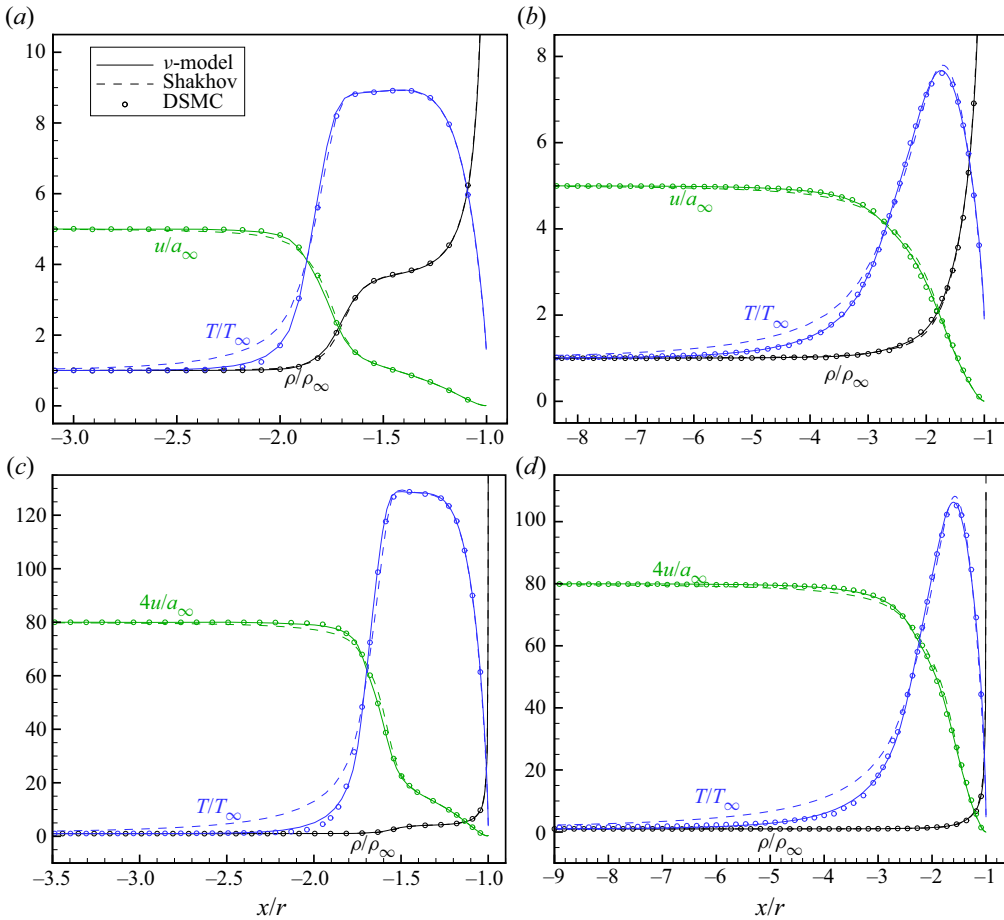 (a)
10
8
6
4
2
0
ν-model
Shakhov
DSMC
u/a∞
T/T∞
ρ/ρ∞
−3.0 −2.5 −2.0 −1.5 −1.0
(b)
8
6
4
2
0
u/a∞
T/T∞
ρ/ρ∞
−8 −7 −6 −5 −4 −3 −2 −1
(c)
120
100
80
60
40
20
0
4u/a∞
T/T∞
ρ/ρ∞
−3.5 −3.0 −2.5 −2.0 −1.5 −1.0
x/r
(d)
100
80
60
40
20
0
4u/a∞
T/T∞
ρ/ρ∞
−9 −8 −7 −6 −5 −4 −3 −2 −1
x/r